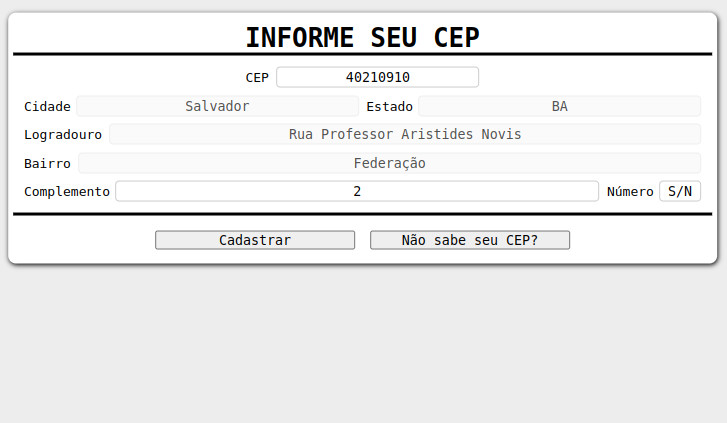 INFORME SEU CEP
CEP 40210910
Cidade Salvador Estado BA
Logradouro Rua Professor Aristides Novis
Bairro Federação
Complemento 2 Número S/N
Cadastrar Não sabe seu CEP?